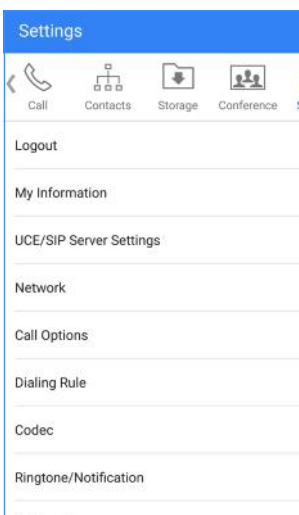 Settings
Call Contacts Storage Conference
Logout
My Information
UCE/SIP Server Settings
Network
Call Options
Dialing Rule
Codec
Ringtone/Notification